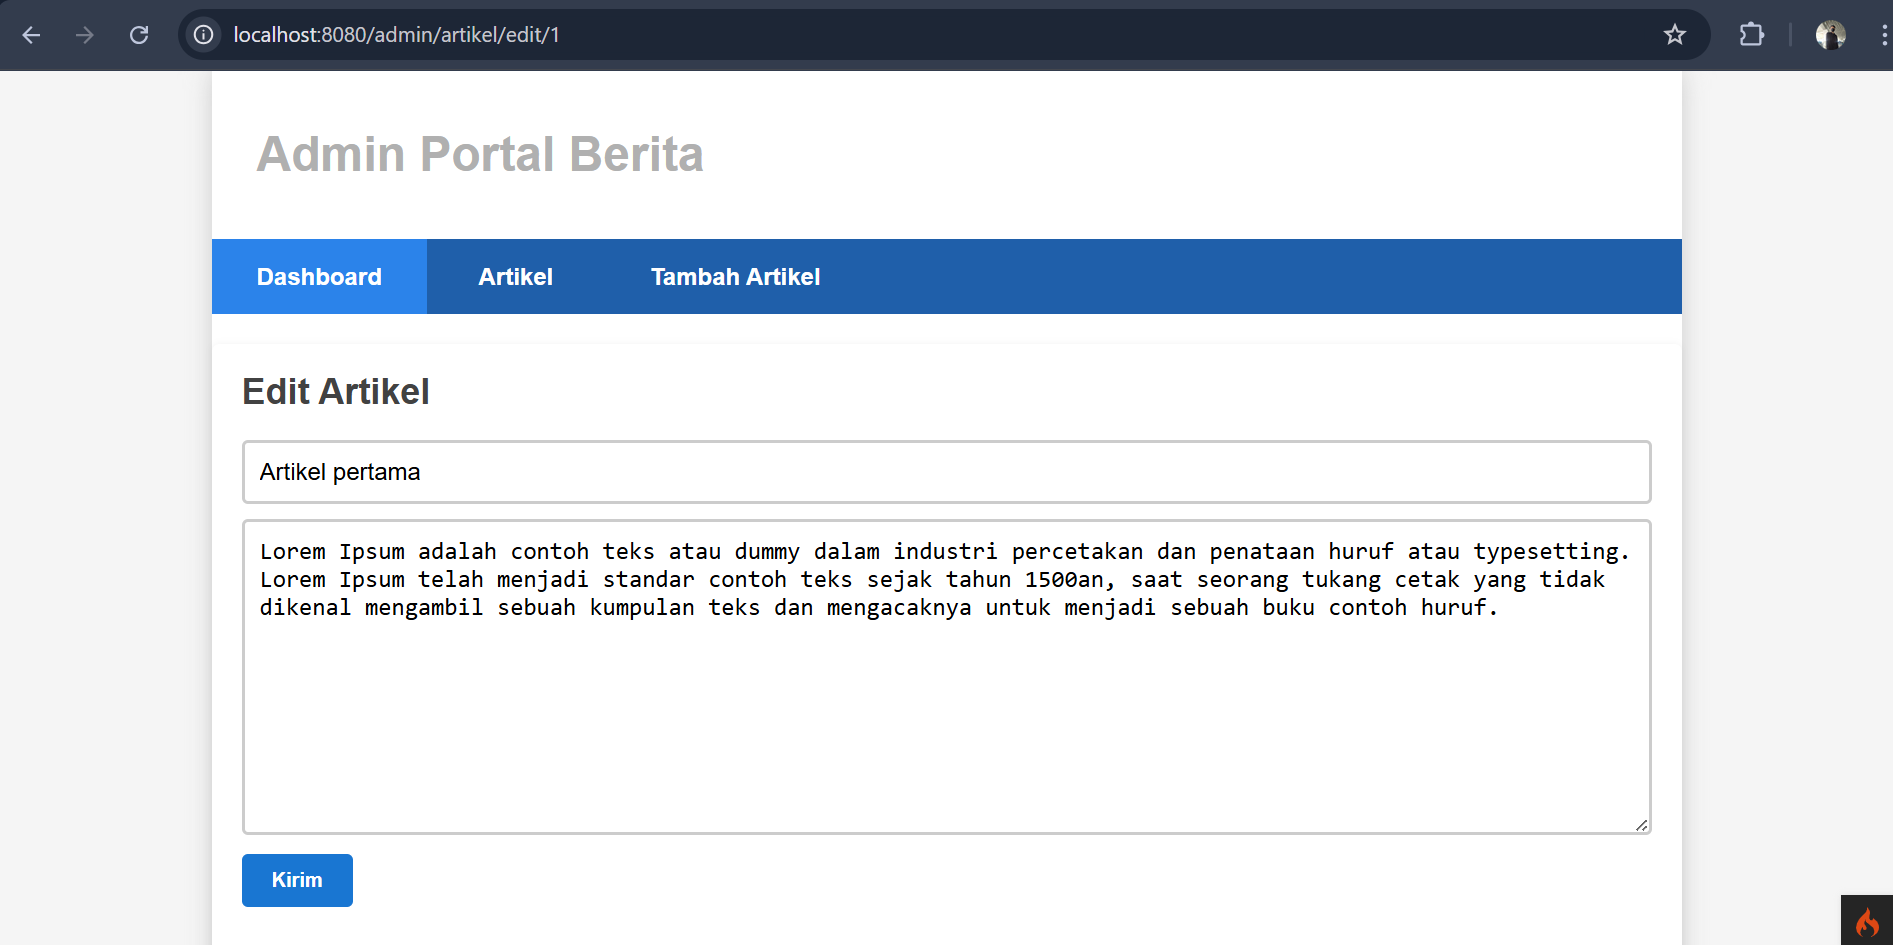 localhost:8080/admin/artikel/edit/1
Admin Portal Berita
Dashboard Artikel Tambah Artikel
Edit Artikel
Artikel pertama
Lorem Ipsum adalah contoh teks atau dummy dalam industri percetakan dan penataan huruf atau typesetting.
Lorem Ipsum telah menjadi standar contoh teks sejak tahun 1500an, saat seorang tukang cetak yang tidak
dikenal mengambil sebuah kumpulan teks dan mengacaknya untuk menjadi sebuah buku contoh huruf.
Kirim